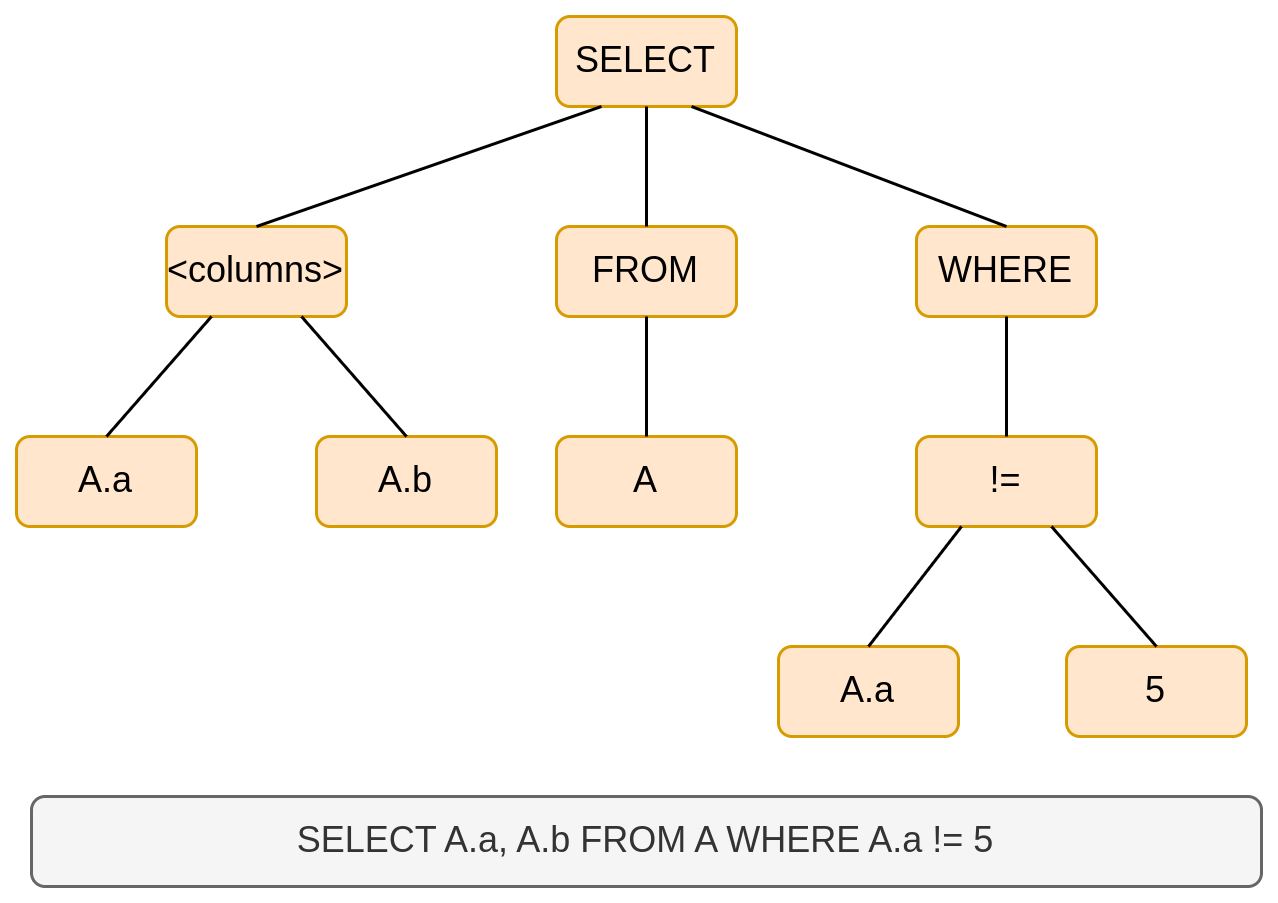 SELECT
<columns>
FROM
WHERE
A.a
A.b
A
!=
A.a
5
SELECT A.a, A.b FROM A WHERE A.a != 5